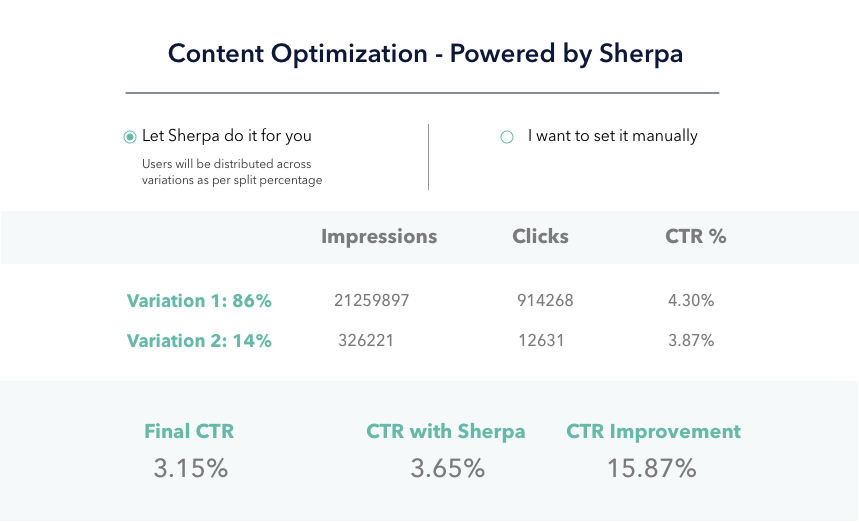 Content Optimization - Powered by Sherpa
Let Sherpa do it for you
I want to set it manually
Users will be distributed across
variations as per split percentage
Impressions Clicks CTR %
Variation 1: 86% 21259897 914268 4.30%
Variation 2: 14% 326221 12631 3.87%
Final CTR CTR with Sherpa CTR Improvement
3.15% 3.65% 15.87%